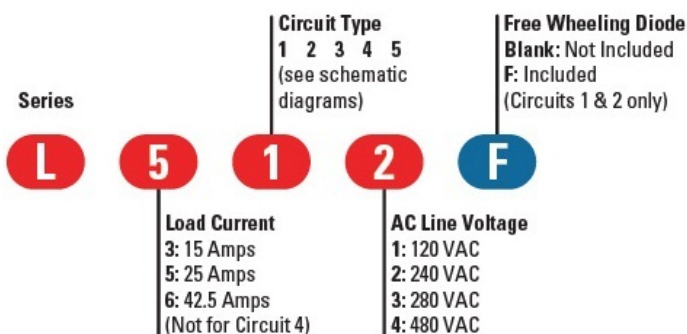 Circuit Type
1 2 3 4 5
(see schematic
diagrams)
Free Wheeling Diode
Blank: Not Included
F: Included
(Circuits 1 & 2 only)
Series
L 5 1 2 F
Load Current
3: 15 Amps
5: 25 Amps
6: 42.5 Amps
(Not for Circuit 4)
AC Line Voltage
1: 120 VAC
2: 240 VAC
3: 280 VAC
4: 480 VAC